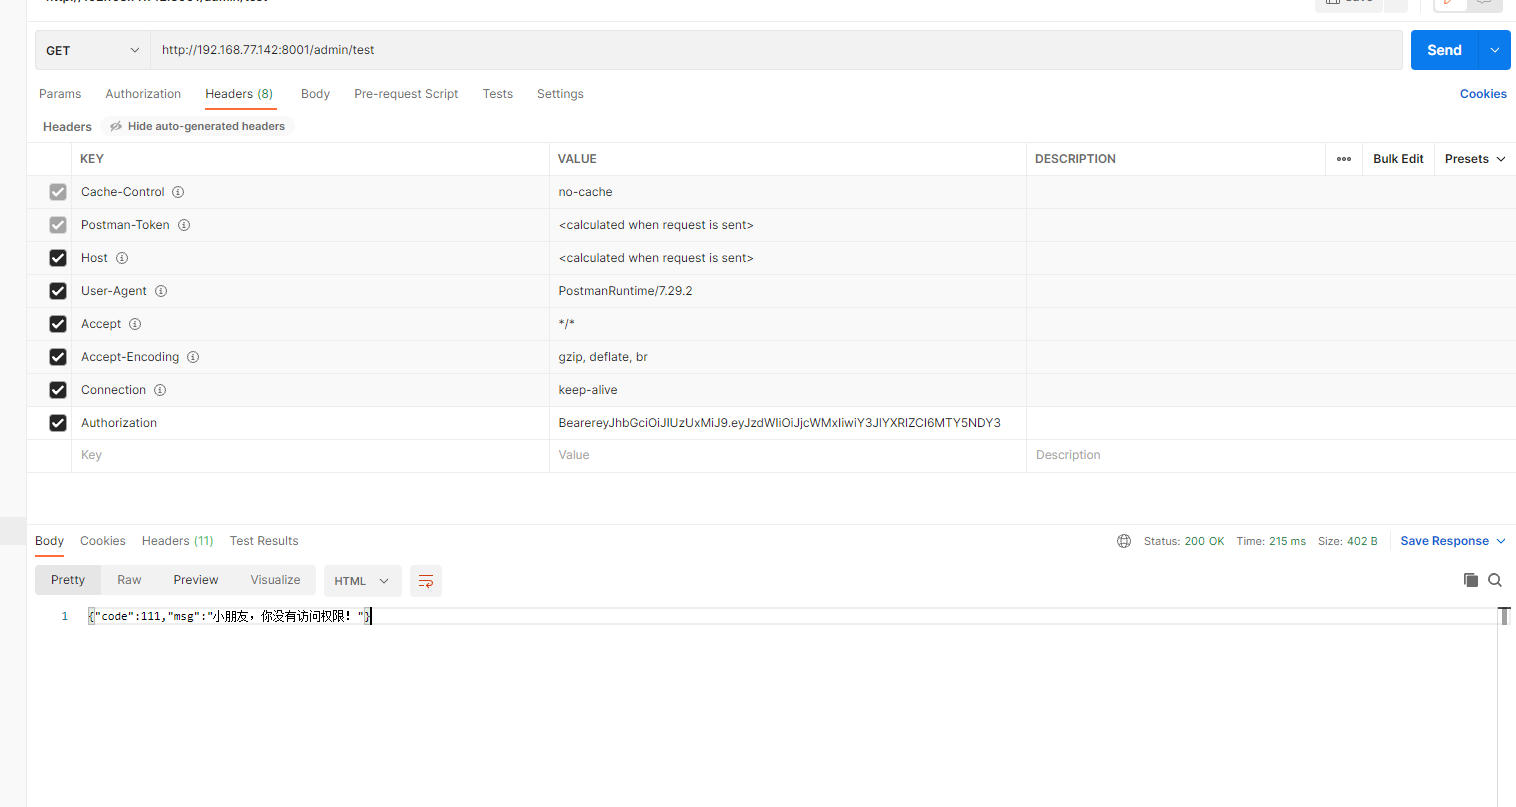 GET http://192.168.77.142:8001/admin/test Send
Params Authorization Headers (8) Body Pre-request Script Tests Settings Cookies
Headers Hide auto-generated headers
KEY VALUE DESCRIPTION Bulk Edit Presets
Cache-Control no-cache
Postman-Token <calculated when request is sent>
Host <calculated when request is sent>
User-Agent PostmanRuntime/7.29.2
Accept */*
Accept-Encoding gzip, deflate, br
Connection keep-alive
Authorization BearereyJhbGciOiJIUzUxMiJ9.eyJzdWIiOiJjcWMxIiwiY3JlYXRlZCI6MTY5NDY3
Key Value Description
Body Cookies Headers (11) Test Results Status: 200 OK Time: 215 ms Size: 402 B Save Response
Pretty Raw Preview Visualize HTML
1 {"code":111,"msg":"小朋友，你没有访问权限！"}